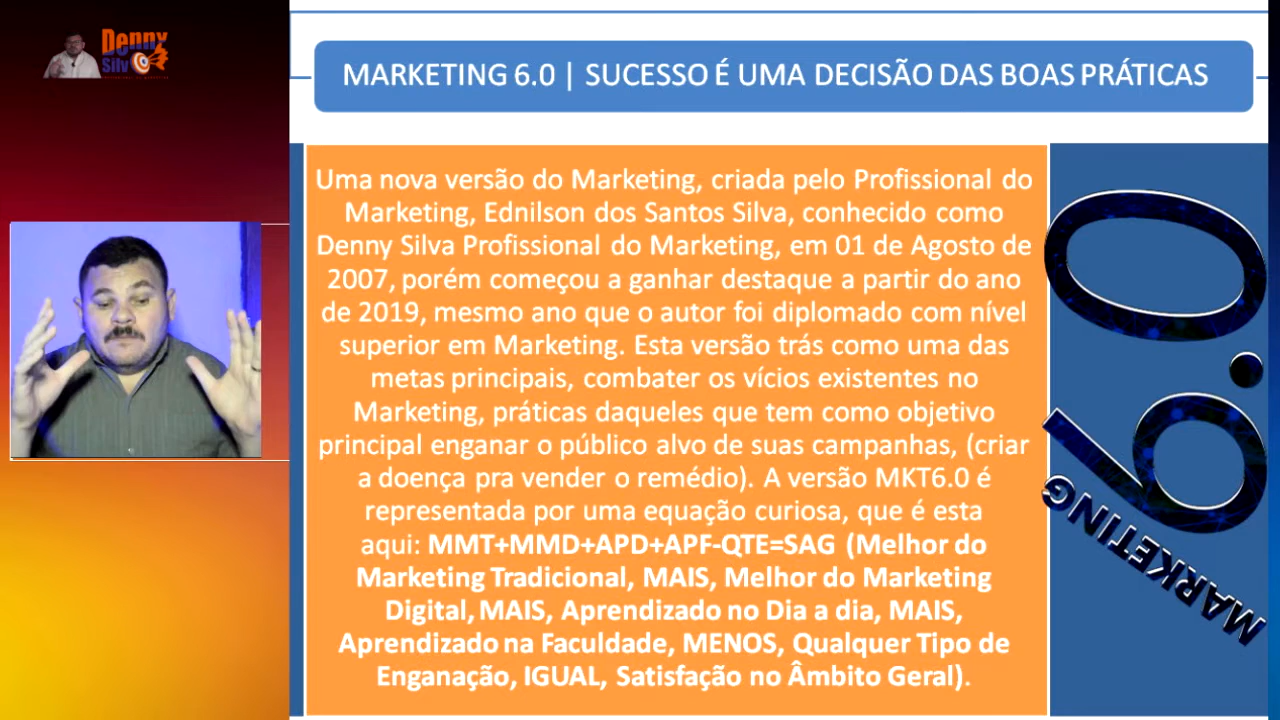 Denny
Silv
MARKETING 6.0 | SUCESSO É UMA DECISÃO DAS BOAS PRÁTICAS
Uma nova versão do Marketing, criada pelo Profissional do
Marketing, Ednilson dos Santos Silva, conhecido como
Denny Silva Profissional do Marketing, em 01 de Agosto de
2007, porém começou a ganhar destaque a partir do ano
de 2019, mesmo ano que o autor foi diplomado com nível
superior em Marketing. Esta versão trás como uma das
metas principais, combater os vícios existentes no
Marketing, práticas daqueles que tem como objetivo
principal enganar o público alvo de suas campanhas, (criar
a doença pra vender o remédio). A versão MKT6.0 é
representada por uma equação curiosa, que é esta
aqui: MMT+MMD+APD+APF-QTE=SAG (Melhor do
Marketing Tradicional, MAIS, Melhor do Marketing
Digital, MAIS, Aprendizado no Dia a dia, MAIS,
Aprendizado na Faculdade, MENOS, Qualquer Tipo de
Enganação, IGUAL, Satisfação no Âmbito Geral).
6.0
MARKETING